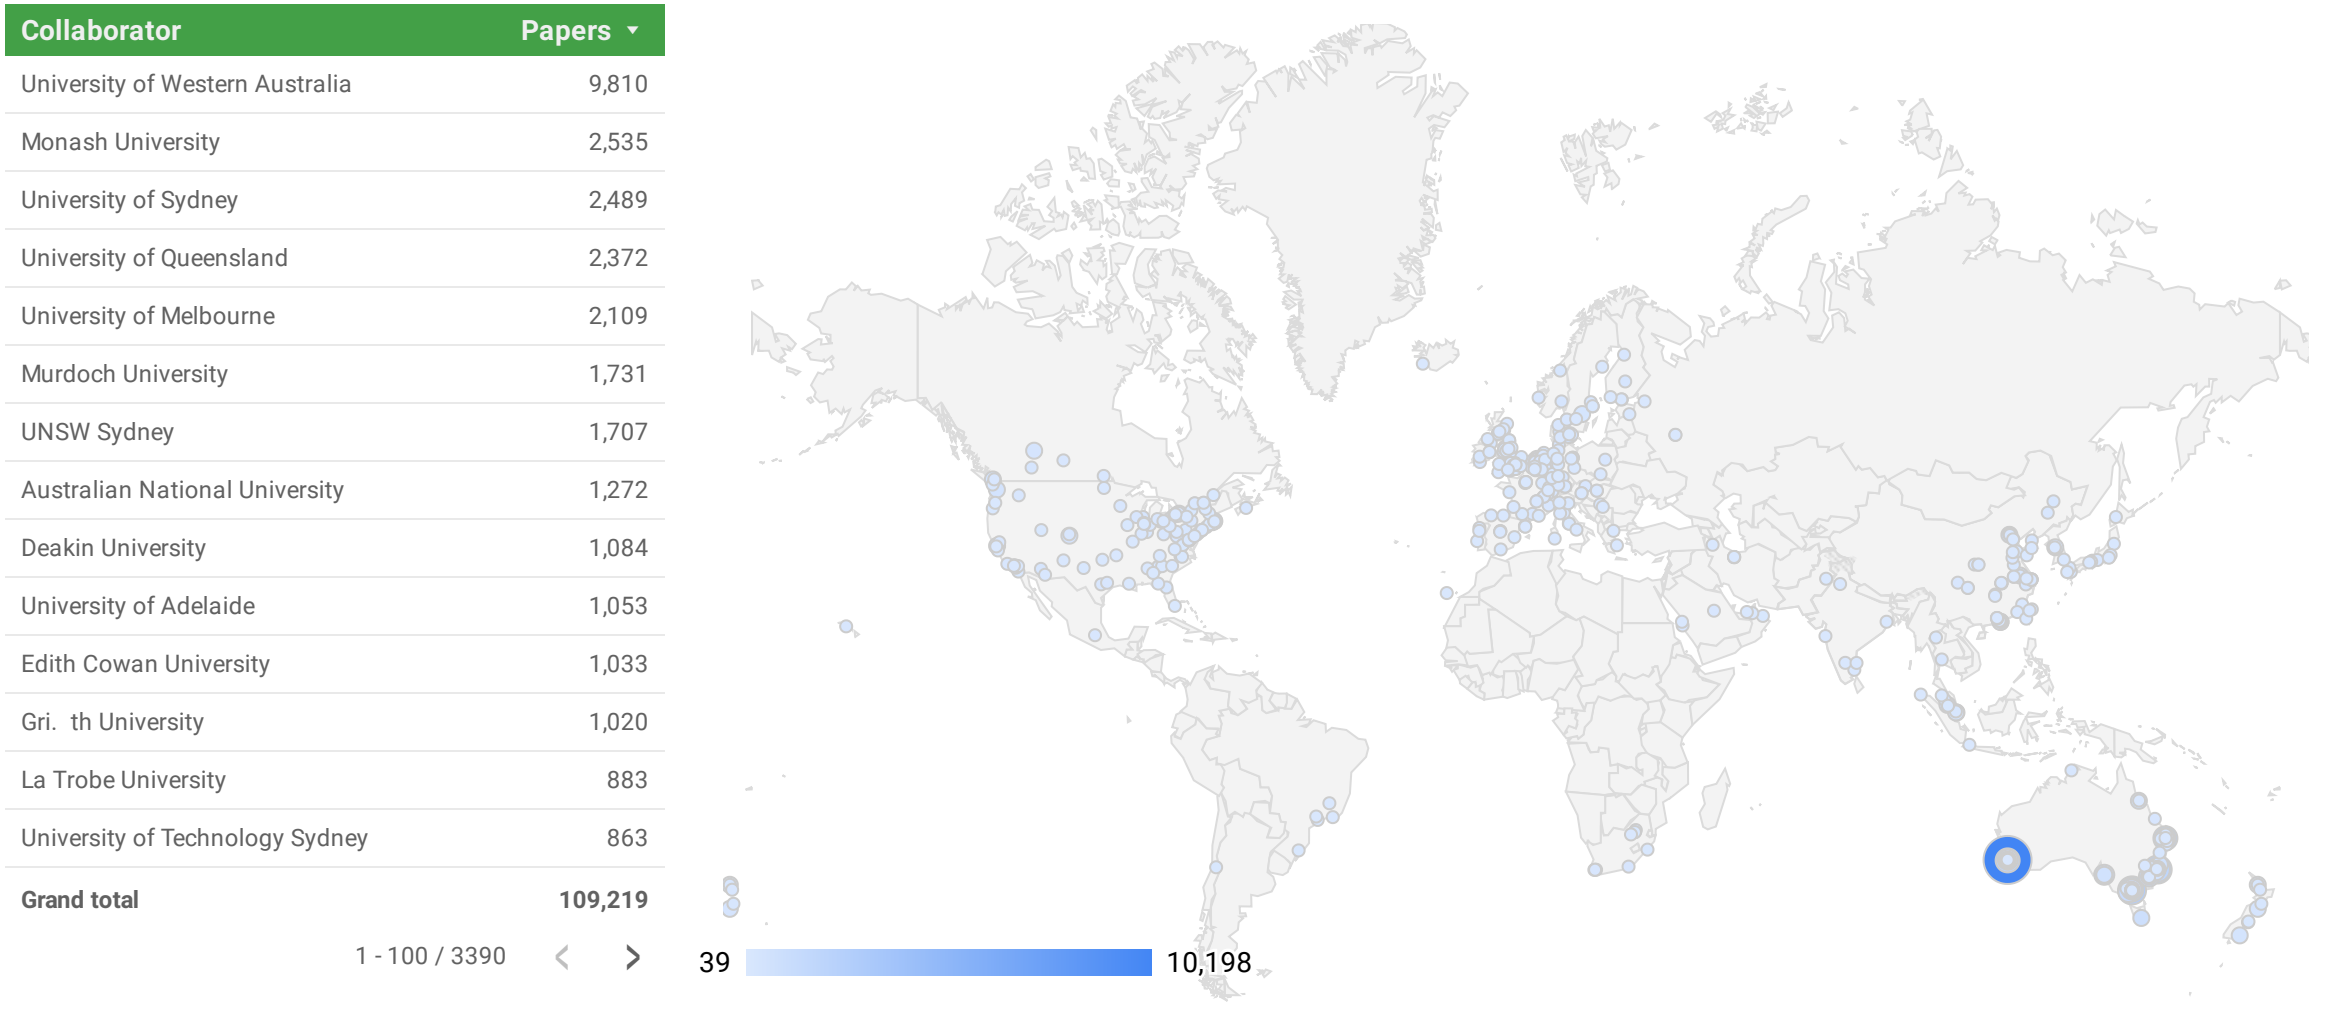 Collaborator Papers
University of Western Australia 9,810
Monash University 2,535
University of Sydney 2,489
University of Queensland 2,372
University of Melbourne 2,109
Murdoch University 1,731
UNSW Sydney 1,707
Australian National University 1,272
Deakin University 1,084
University of Adelaide 1,053
Edith Cowan University 1,033
Gri. th University 1,020
La Trobe University 883
University of Technology Sydney 863
Grand total 109,219
1 - 100 / 3390
39 10,198